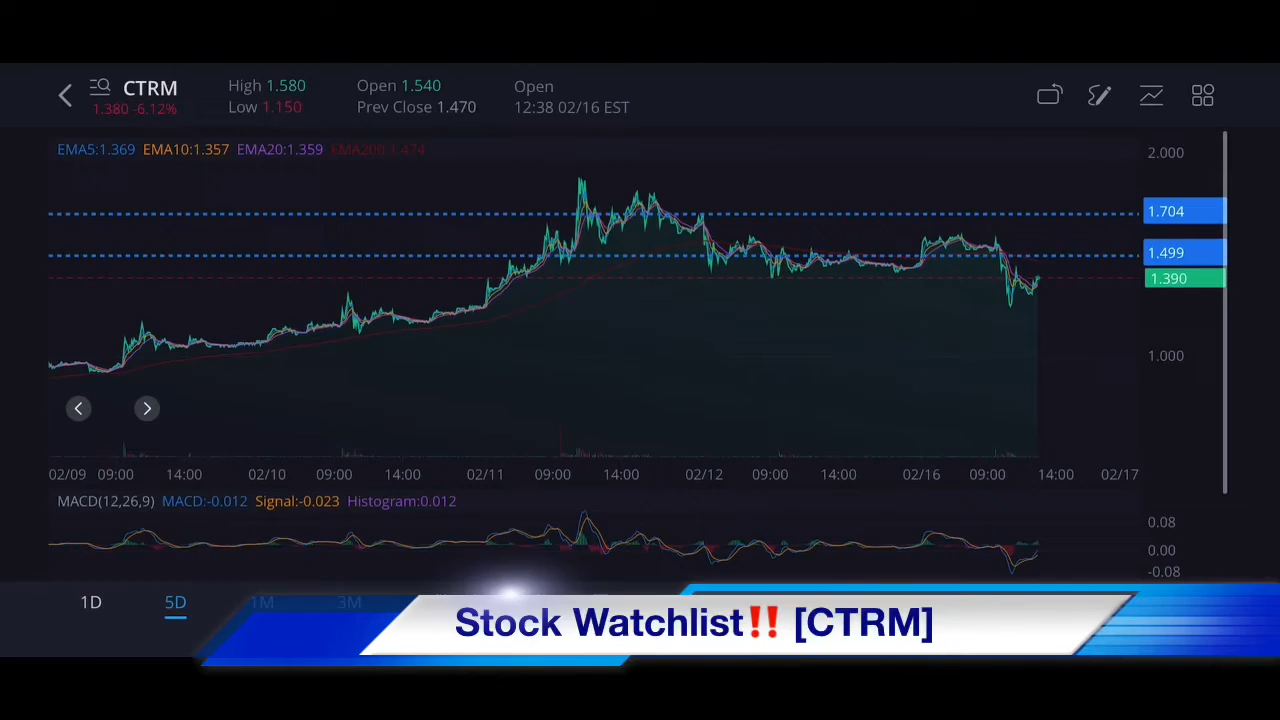 CTRM
1.380 -6.12%
High 1.580
Low 1.150
Open 1.540
Prev Close 1.470
Open
12:38 02/16 EST
EMA5:1.369 EMA10:1.357 EMA20:1.359 EMA200:1.474
2.000
1.704
1.499
1.390
1.000
02/09 09:00 14:00 02/10 09:00 14:00 02/11 09:00 14:00 02/12 09:00 14:00 02/16 09:00 14:00 02/17
MACD(12,26,9) MACD:-0.012 Signal:-0.023 Histogram:0.012
0.08
0.00
-0.08
1D 5D 1M 3M
Stock Watchlist‼️ [CTRM]